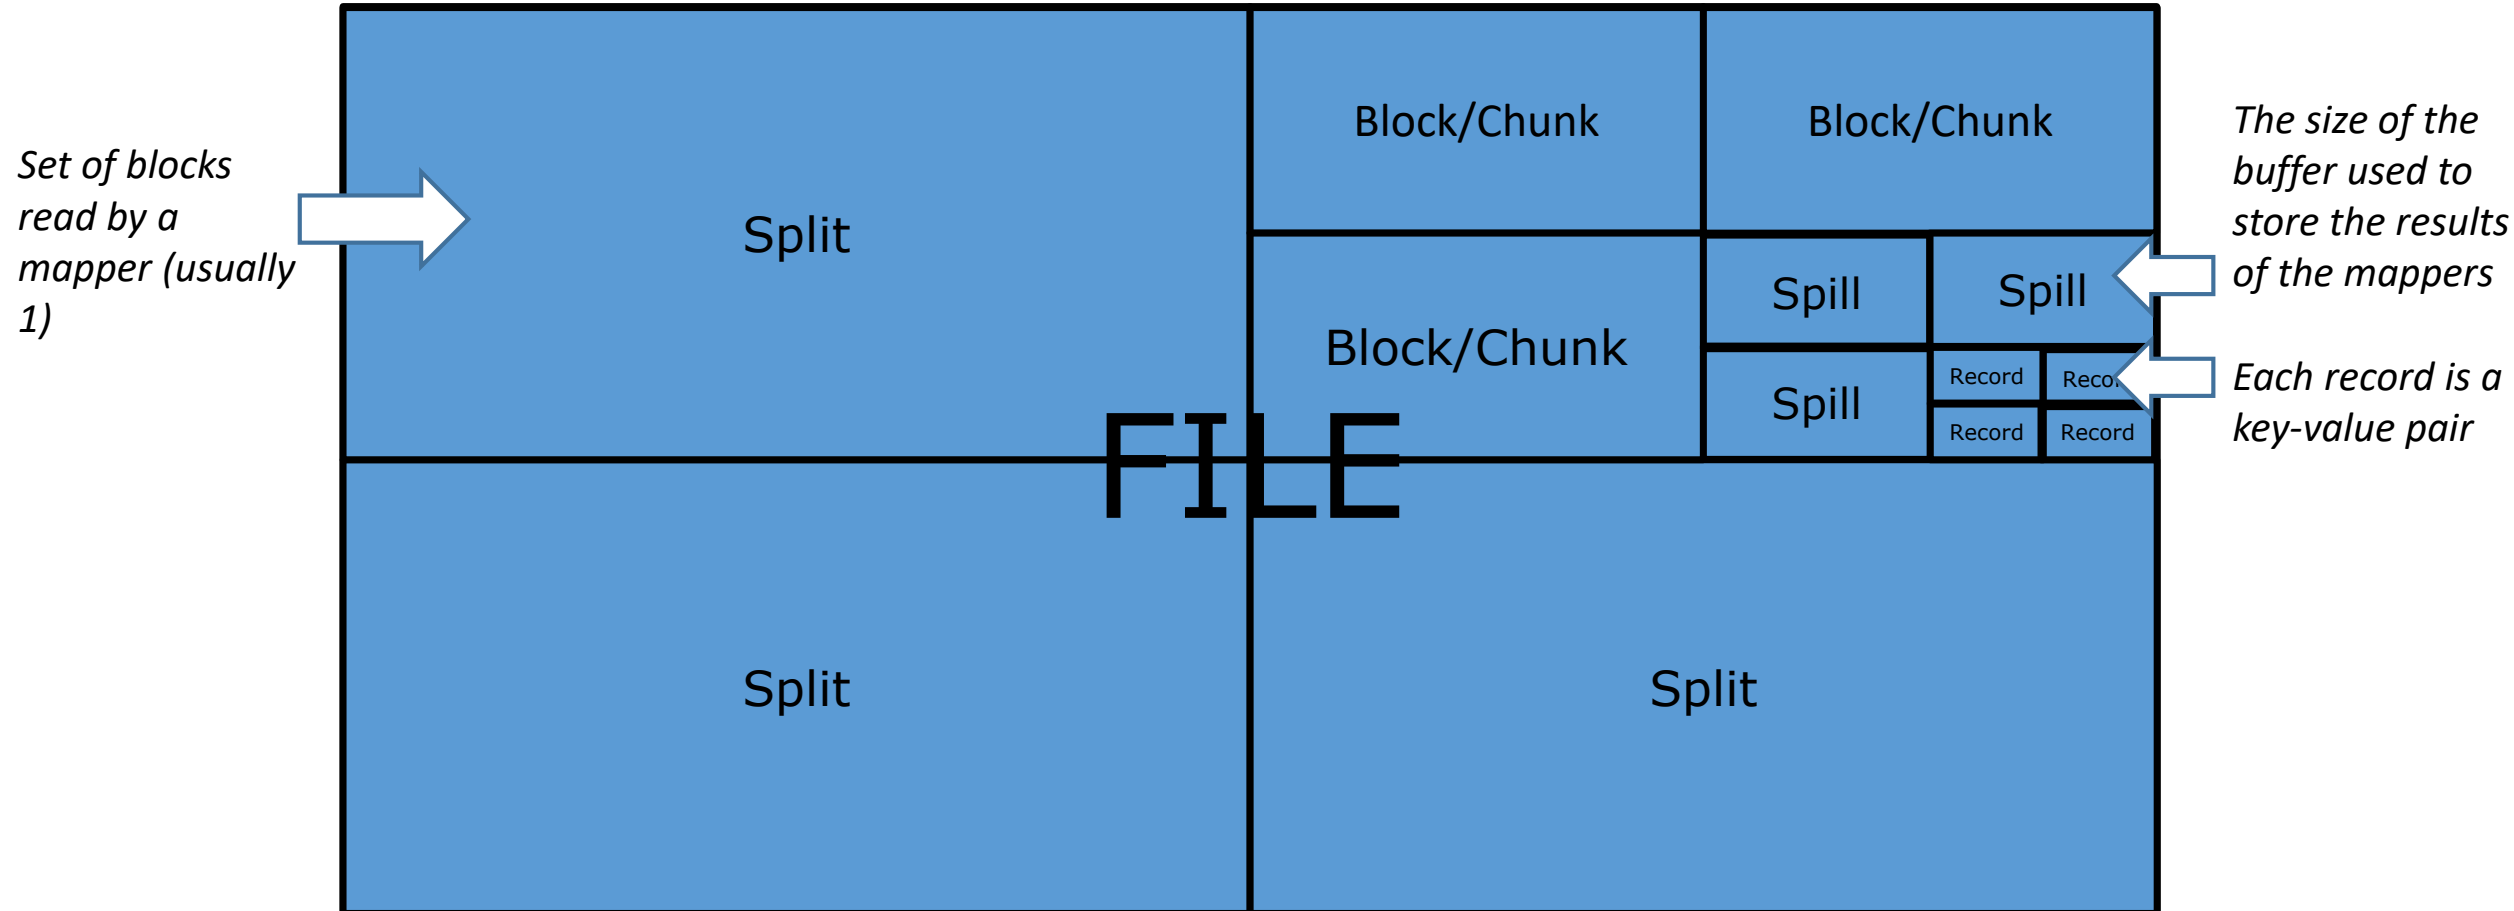 Set of blocks
read by a
mapper (usually
1)
Split
Block/Chunk
Block/Chunk
Block/Chunk
Spill
Spill
Spill
Record
Record
Record
FILE
Split
Split
The size of the
buffer used to
store the results
of the mappers
Each record is a
key-value pair